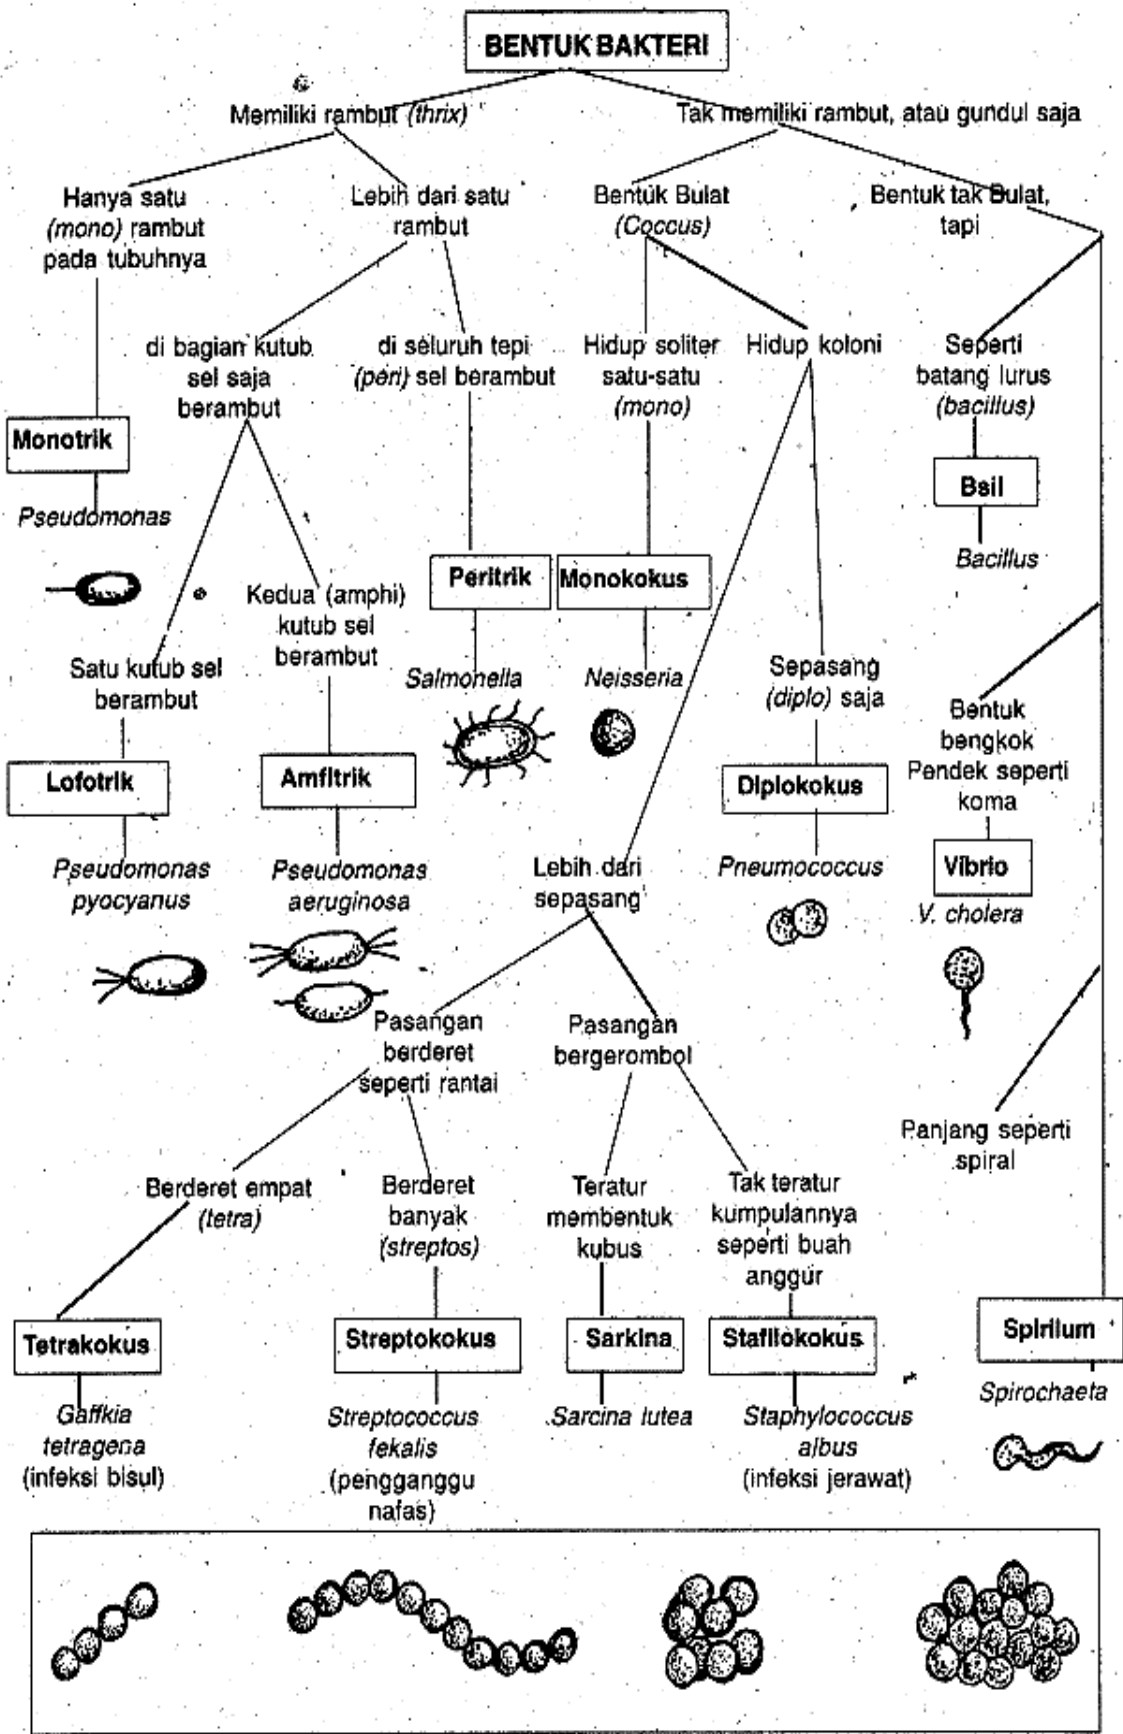 BENTUK BAKTERI
Memiliki rambut (thrix)
Tak memiliki rambut, atau gundul saja
Hanya satu
(mono) rambut
pada tubuhnya
Lebih dari satu
rambut
Bentuk Bulat
(Coccus)
Bentuk tak Bulat,
tapi
di bagian kutub
sel saja
berambut
di seluruh tepi
(peri) sel berambut
Hidup soliter
satu-satu
(mono)
Hidup koloni
Seperti
batang lurus
(bacillus)
Monotrik
Pseudomonas
Bsil
Bacillus
Peritrik
Monokokus
Kedua (amphi)
kutub sel
berambut
Satu kutub sel
berambut
Salmonella
Neisseria
Sepasang
(diplo) saja
Bentuk
bengkok
Pendek seperti
koma
Lofotrik
Amfitrik
Diplokokus
Vibrio
Pseudomonas
pyocyanus
Pseudomonas
aeruginosa
Lebih dari
sepasang
Pneumococcus
V. cholera
Pasangan
berderet
seperti rantai
Pasangan
bergerombol
Panjang seperti
spiral
Berderet empat
(tetra)
Berderet
banyak
(streptos)
Teratur
membentuk
kubus
Tak teratur
kumpulannya
seperti buah
anggur
Tetrakokus
Streptokokus
Sarkina
Stafilokokus
Spirilum
Gaffkia
tetragena
(infeksi bisul)
Streptococcus
fekalis
(pengganggu
nafas)
Sarcina lutea
Staphylococcus
albus
(infeksi jerawat)
Spirochaeta